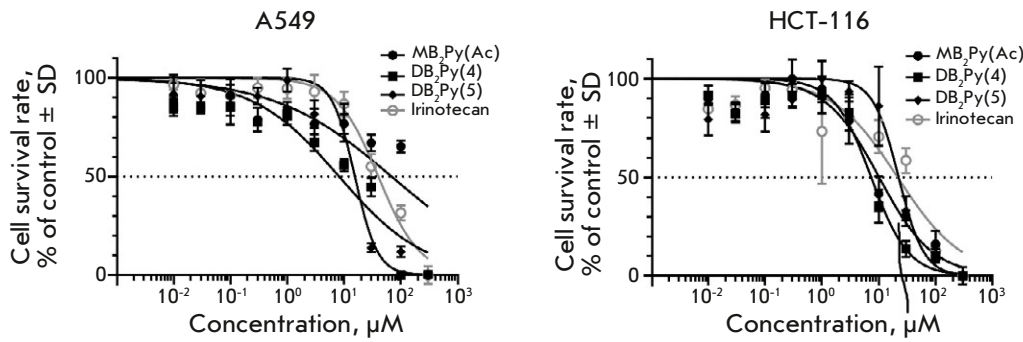 A549
Cell survival rate,
% of control ± SD
100
50
0
10⁻² 10⁻¹ 10⁰ 10¹ 10² 10³
Concentration, µM
MB₂Py(Ac)
DB₂Py(4)
DB₂Py(5)
Irinotecan
HCT-116
Cell survival rate,
% of control ± SD
100
50
0
10⁻² 10⁻¹ 10⁰ 10¹ 10² 10³
Concentration, µM
MB₂Py(Ac)
DB₂Py(4)
DB₂Py(5)
Irinotecan